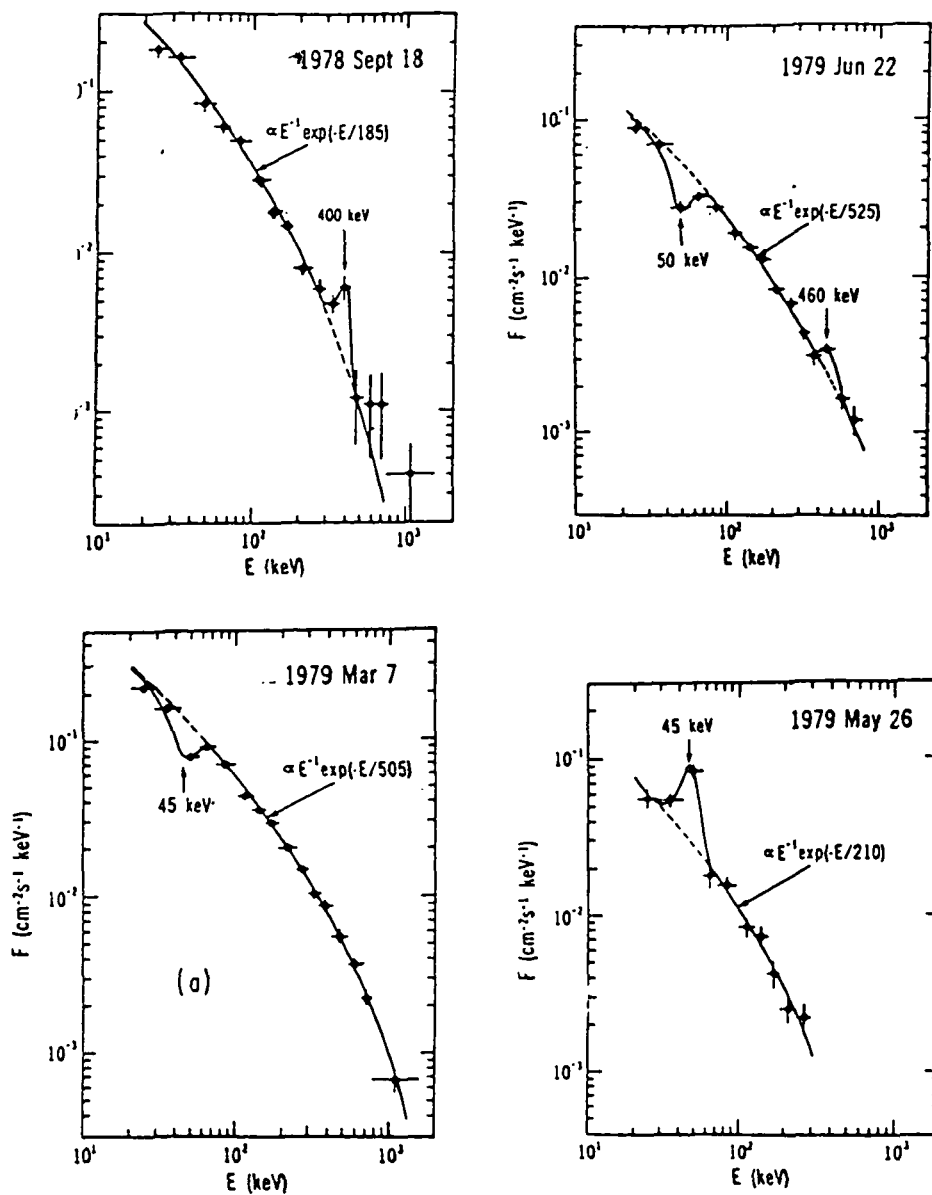 1978 Sept 18
∝E⁻¹ exp(-E/185)
400 keV
10¹
10²
10³
E (keV)
1979 Jun 22
F (cm⁻²s⁻¹ keV⁻¹)
10⁻¹
10⁻²
10⁻³
∝E⁻¹exp(-E/525)
50 keV
460 keV
10¹
10²
10³
E (keV)
1979 Mar 7
F (cm⁻²s⁻¹ keV⁻¹)
10⁻¹
10⁻²
10⁻³
∝E⁻¹exp(-E/505)
45 keV
(a)
10¹
10²
10³
E (keV)
1979 May 26
F (cm⁻²s⁻¹ keV⁻¹)
10⁻¹
10⁻²
10⁻¹
45 keV
∝E⁻¹exp(-E/210)
10¹
10²
10³
E (keV)